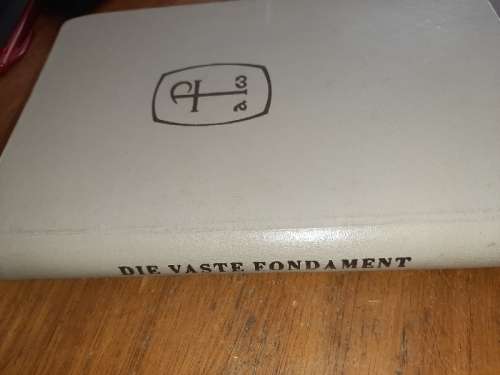 a ω
DIE VASTE FONDAMENT